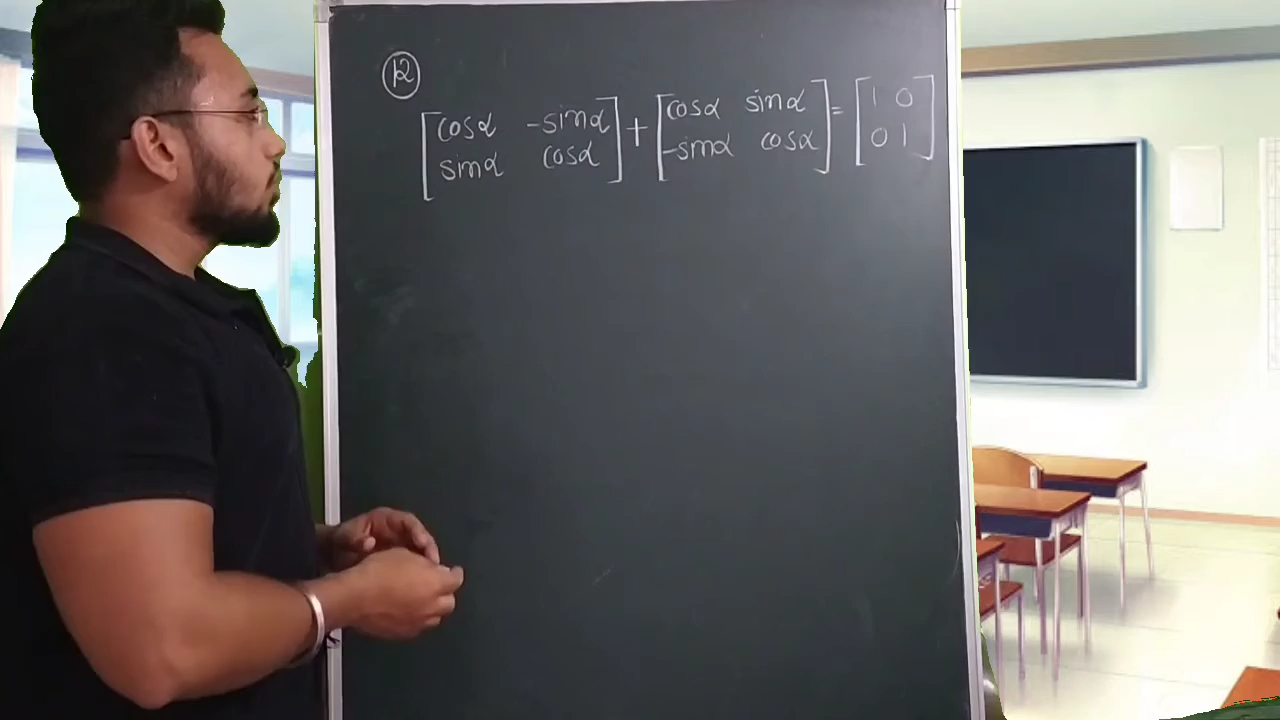 12
[cosα -sinα] + [cosα sinα] = [1 0]
[sinα cosα] [-sinα cosα] [0 1]